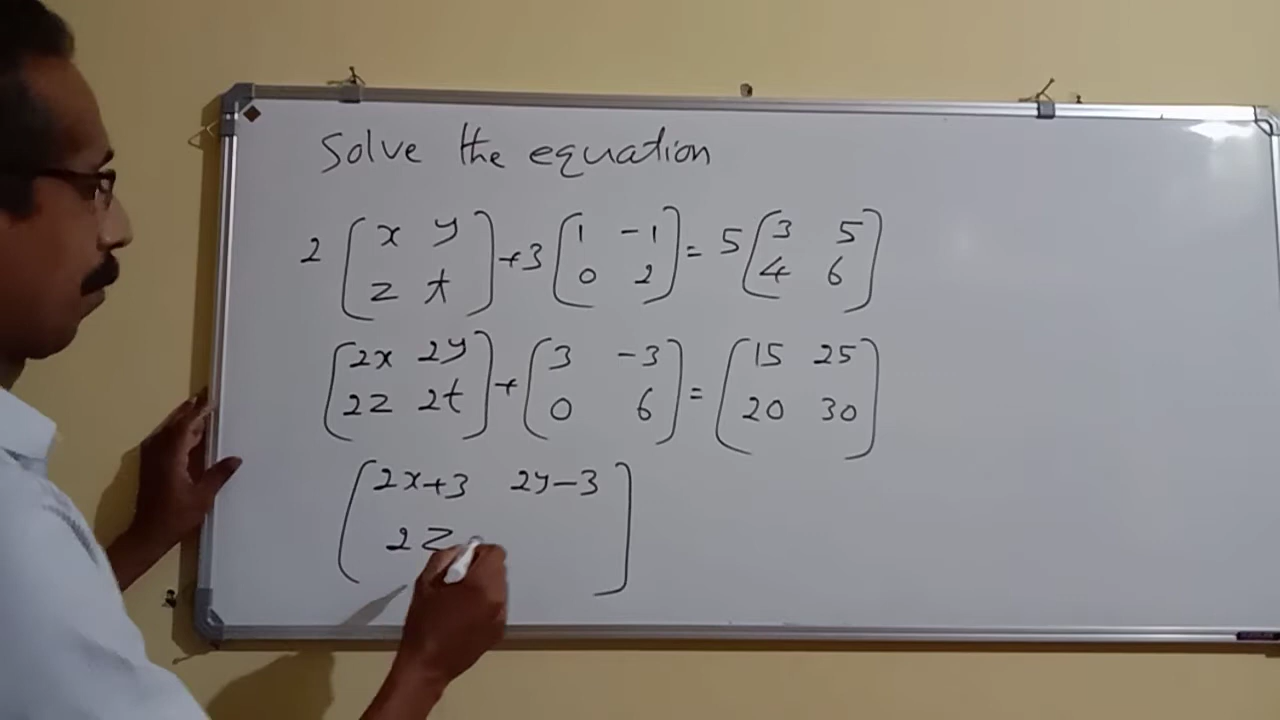 Solve the equation
2 [x y] + 3 [1 -1] = 5 [3 5]
[z t] [0 2] [4 6]
[2x 2y] + [3 -3] = [15 25]
[2z 2t] [0 6] [20 30]
[2x+3 2y-3]
[2z ]